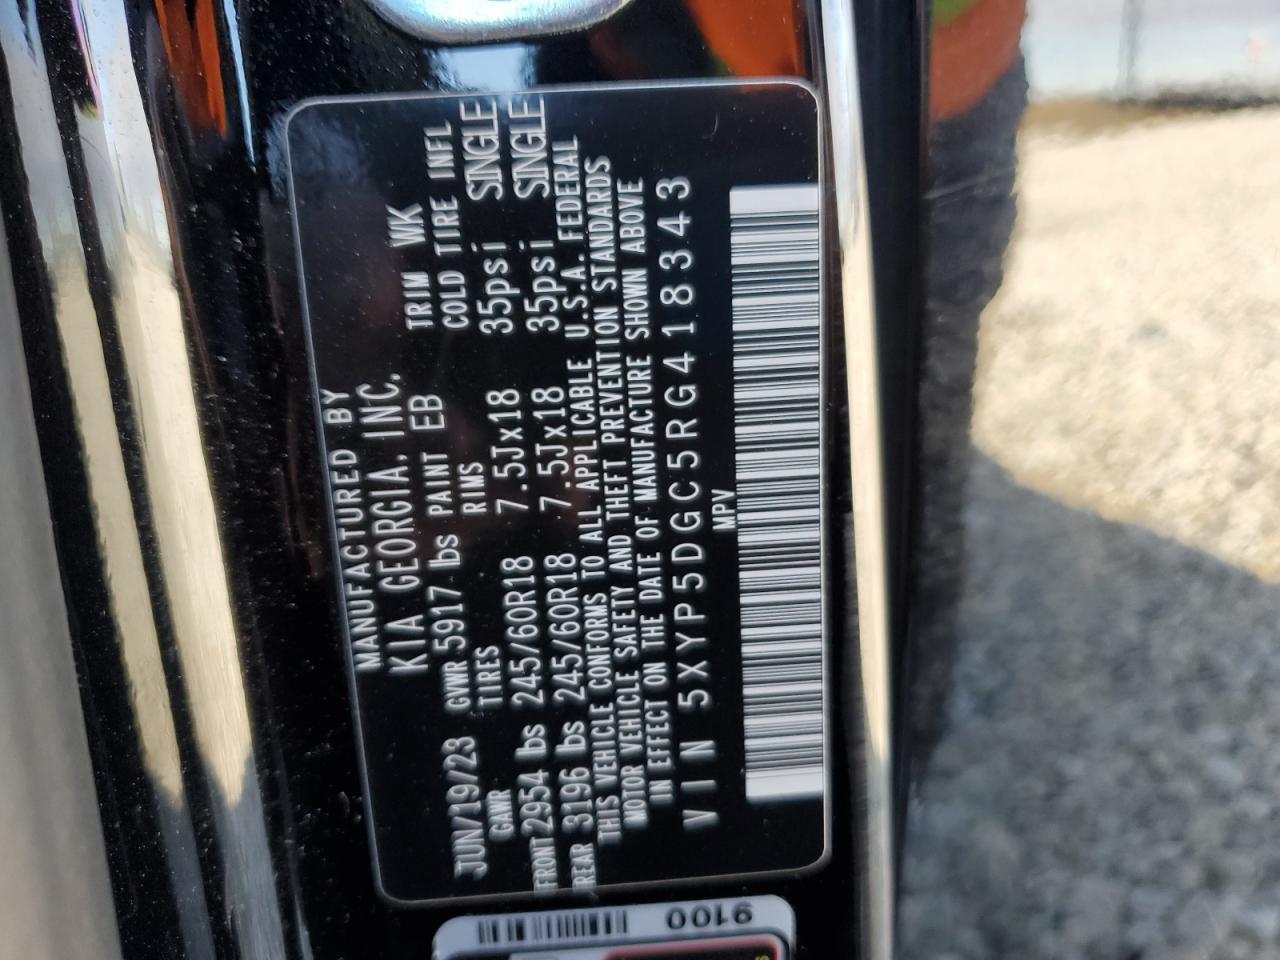 MANUFACTURED BY
KIA GEORGIA, INC.
JUN/19/23 GVWR 5917 lbs PAINT EB TRIM WK
GAWR TIRES RIMS COLD TIRE INFL
FRONT 2954 lbs 245/60R18 7.5Jx18 35psi SINGLE
REAR 3196 lbs 245/60R18 7.5Jx18 35psi SINGLE
THIS VEHICLE CONFORMS TO ALL APPLICABLE U.S.A. FEDERAL
MOTOR VEHICLE SAFETY AND THEFT PREVENTION STANDARDS
IN EFFECT ON THE DATE OF MANUFACTURE SHOWN ABOVE
VIN 5XYP5DGC5RG418343
MPV
9100